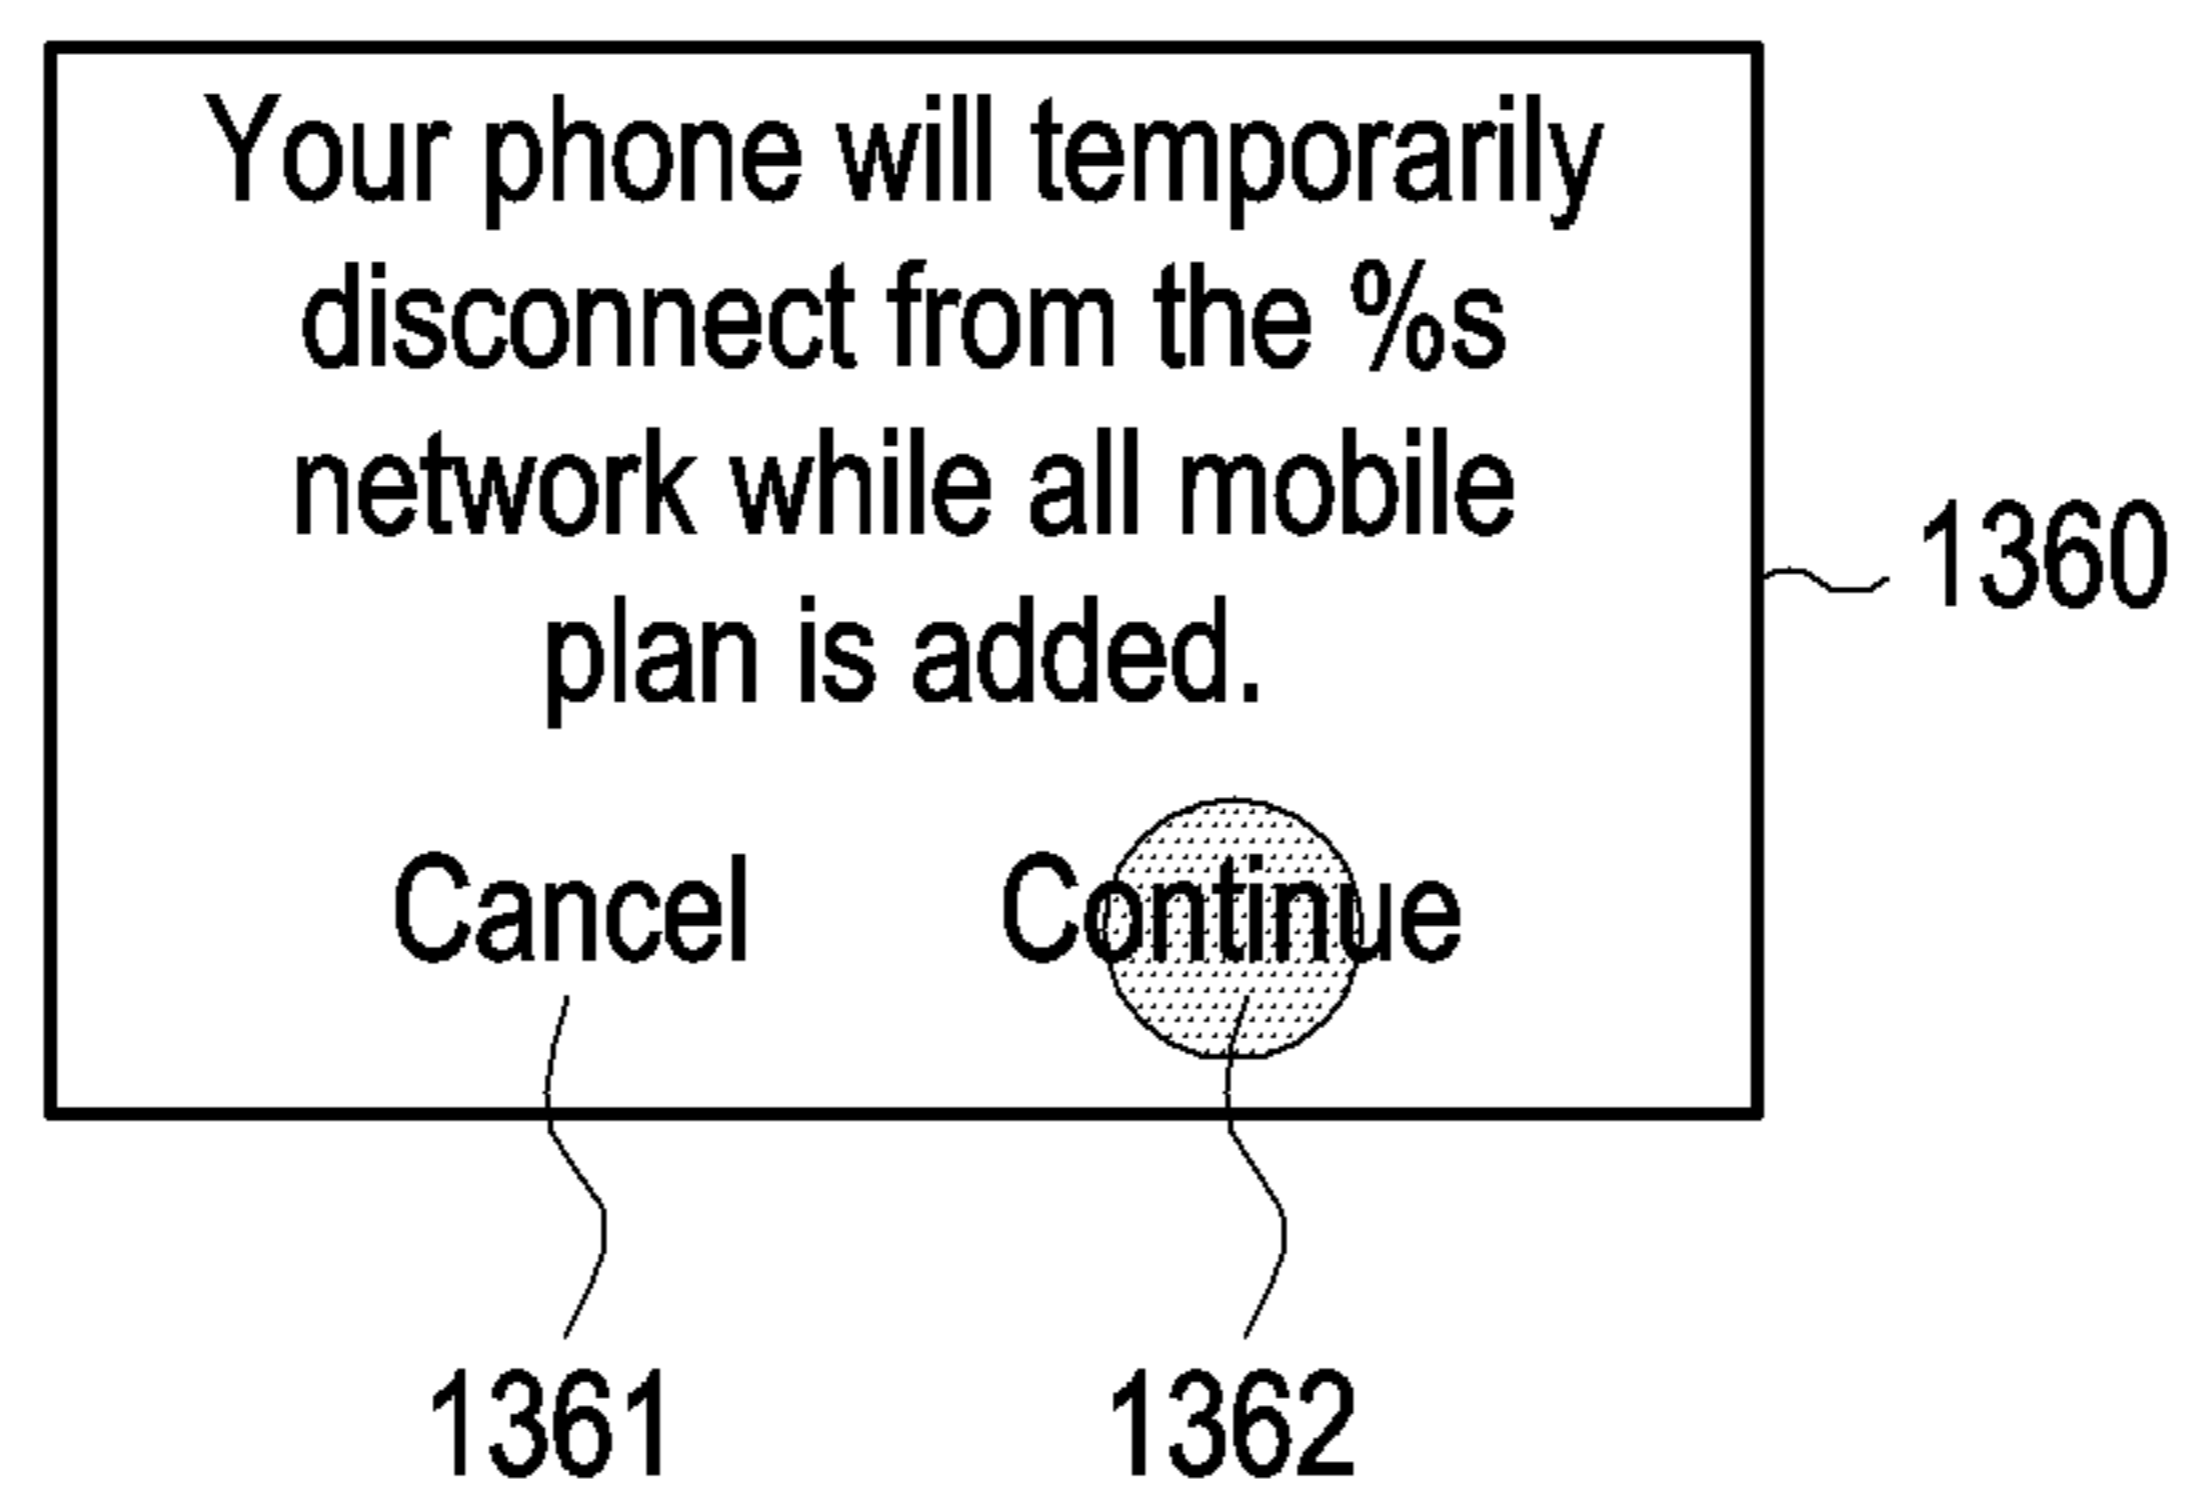 Your phone will temporarily
disconnect from the %s
network while all mobile
plan is added.
1360
Cancel Continue
1361 1362